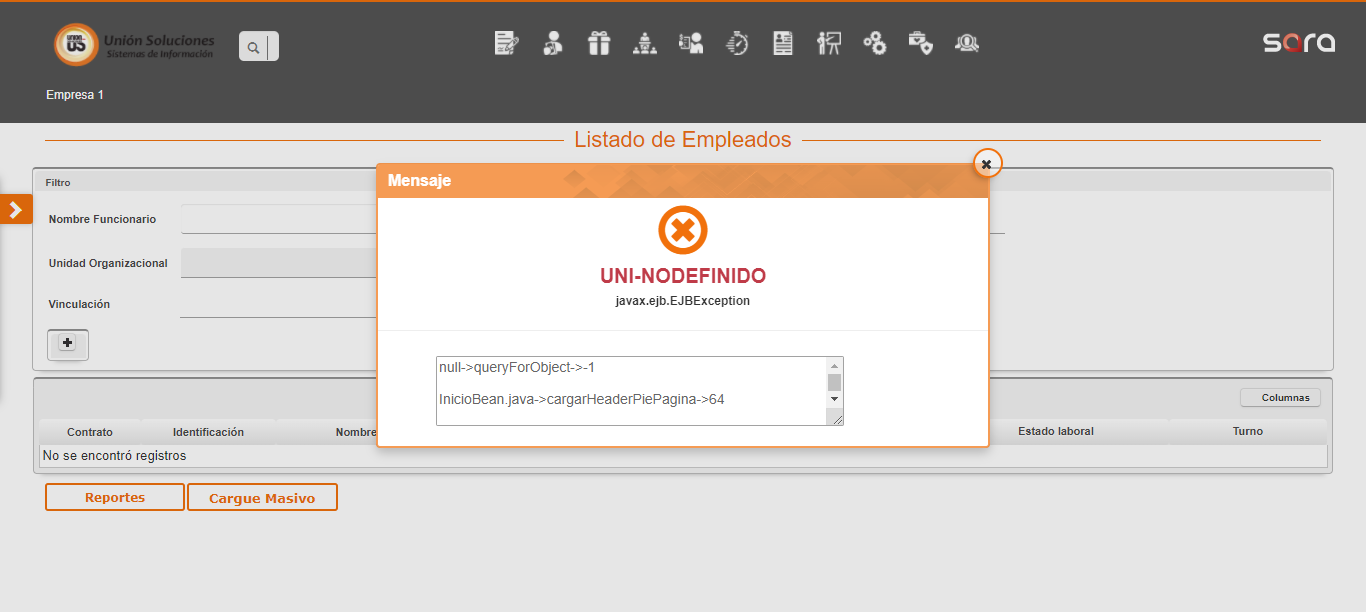 Unión Soluciones
Sistemas de Información
sara
Empresa 1
Listado de Empleados
Filtro
Mensaje
Nombre Funcionario
Unidad Organizacional
Vinculación
UNI-NODEFINIDO
javax.ejb.EJBException
null->queryForObject->-1
InicioBean.java->cargarHeaderPiePagina->64
Columnas
Contrato Identificación Nombre Estado laboral Turno
No se encontró registros
Reportes Cargue Masivo